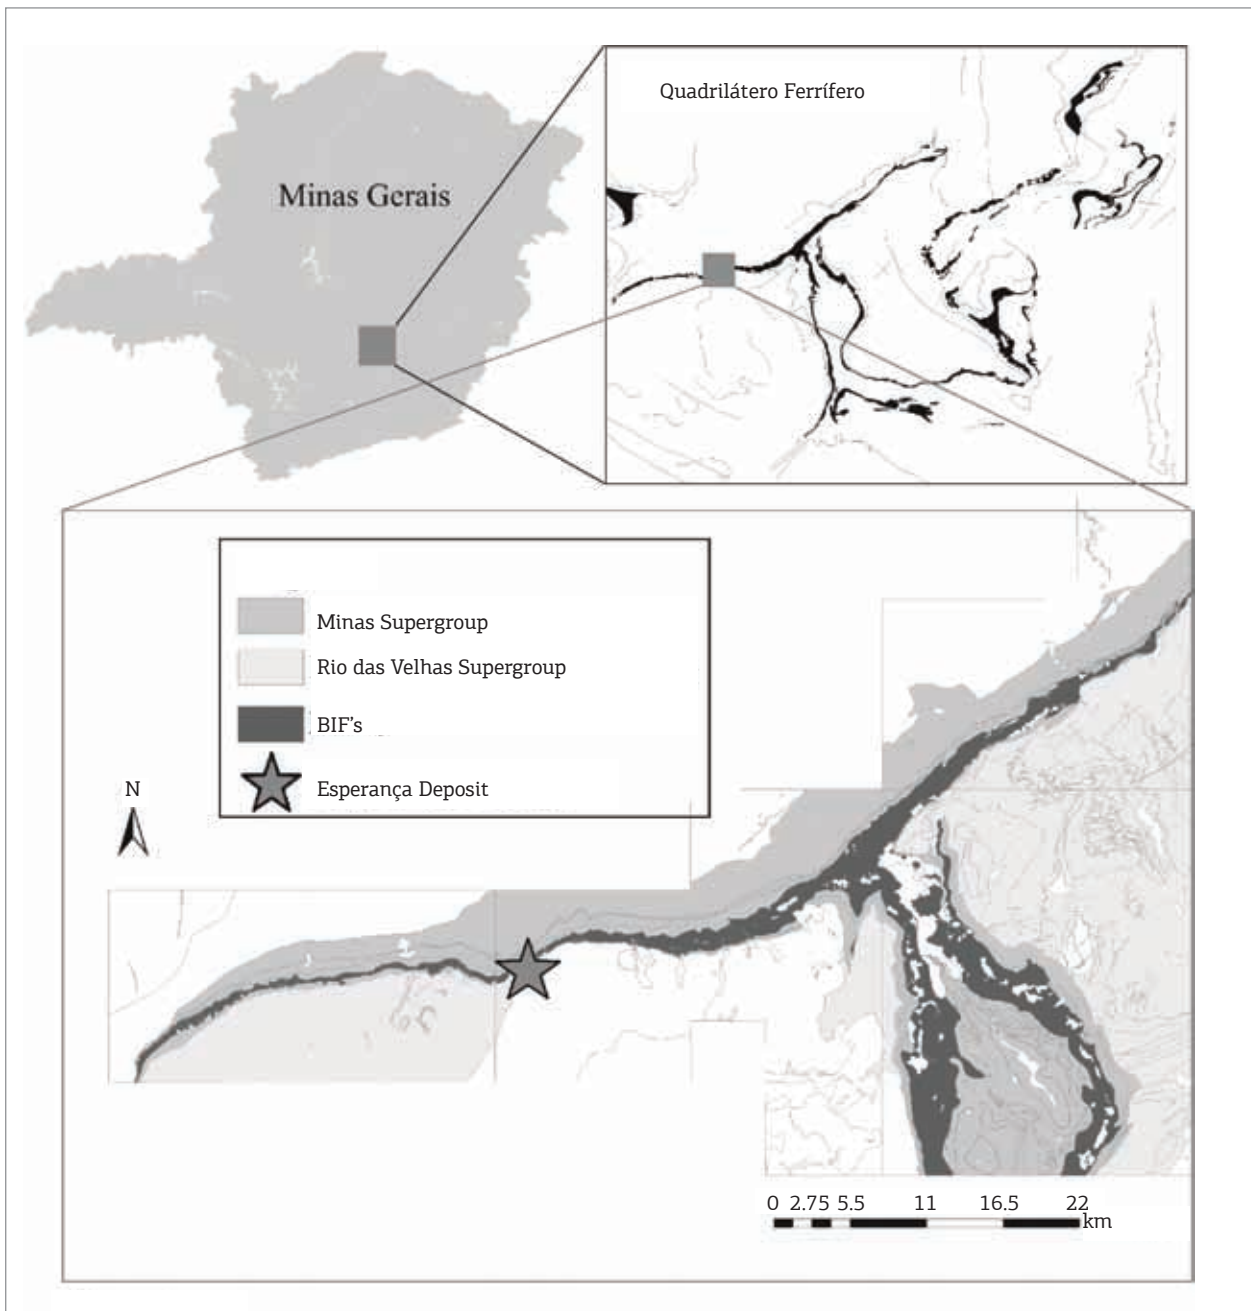 Quadrilátero Ferrífero
Minas Gerais
Minas Supergroup
Rio das Velhas Supergroup
BIF's
Esperança Deposit
N
0 2.75 5.5 11 16.5 22
km